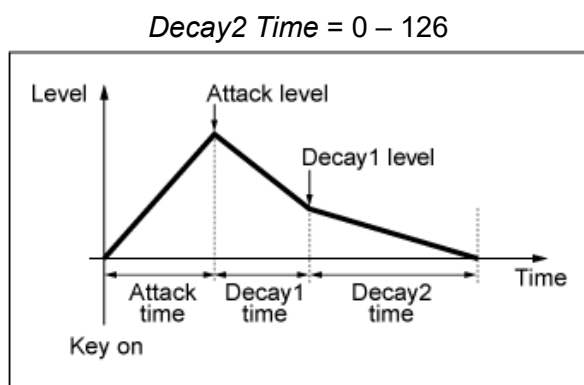 Decay2 Time = 0 – 126
Level
Attack level
Decay1 level
Time
Attack
time
Decay1
time
Decay2
time
Key on